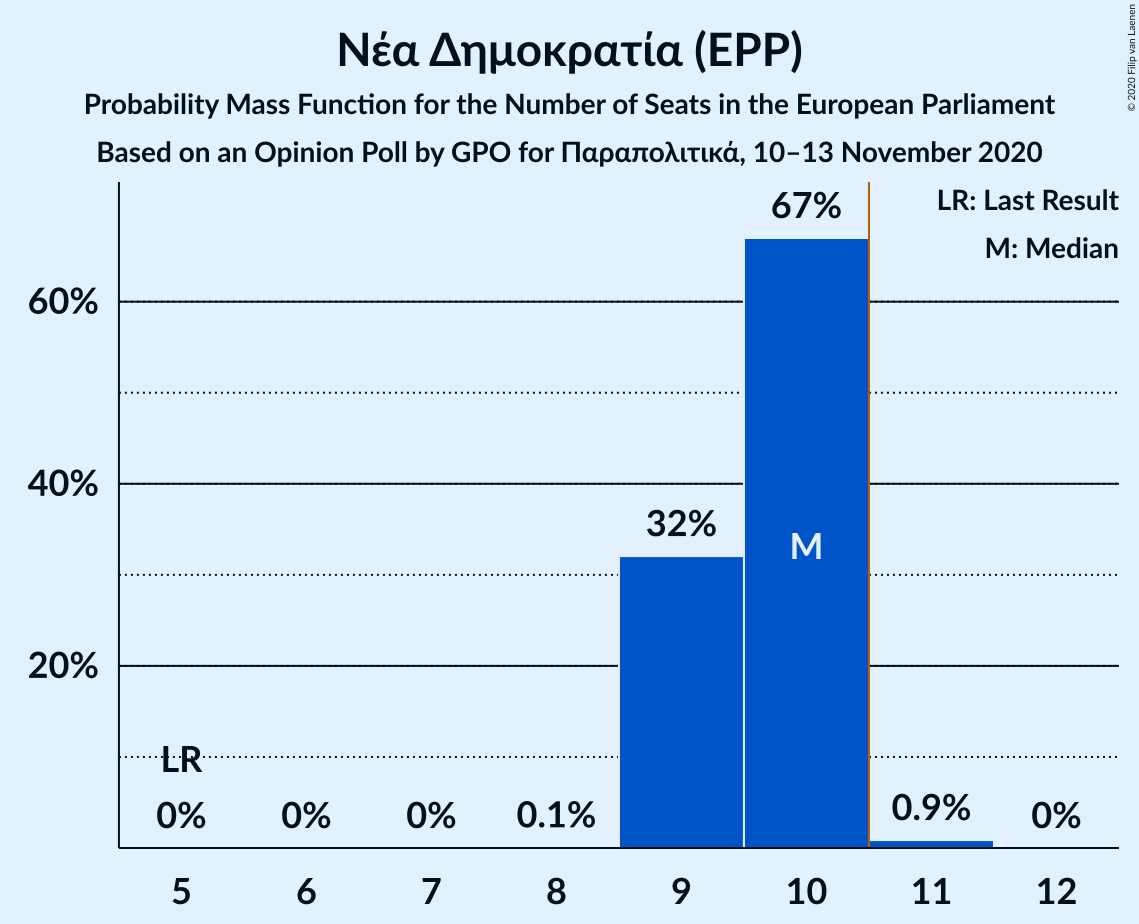 Νέα Δημοκρατία (EPP)
Probability Mass Function for the Number of Seats in the European Parliament
Based on an Opinion Poll by GPO for Παραπολιτικά, 10–13 November 2020
© 2020 Filip van Laenen
LR: Last Result
M: Median
67%
60%
40%
32%
M
20%
LR
0% 0% 0% 0.1% 0.9% 0%
5 6 7 8 9 10 11 12